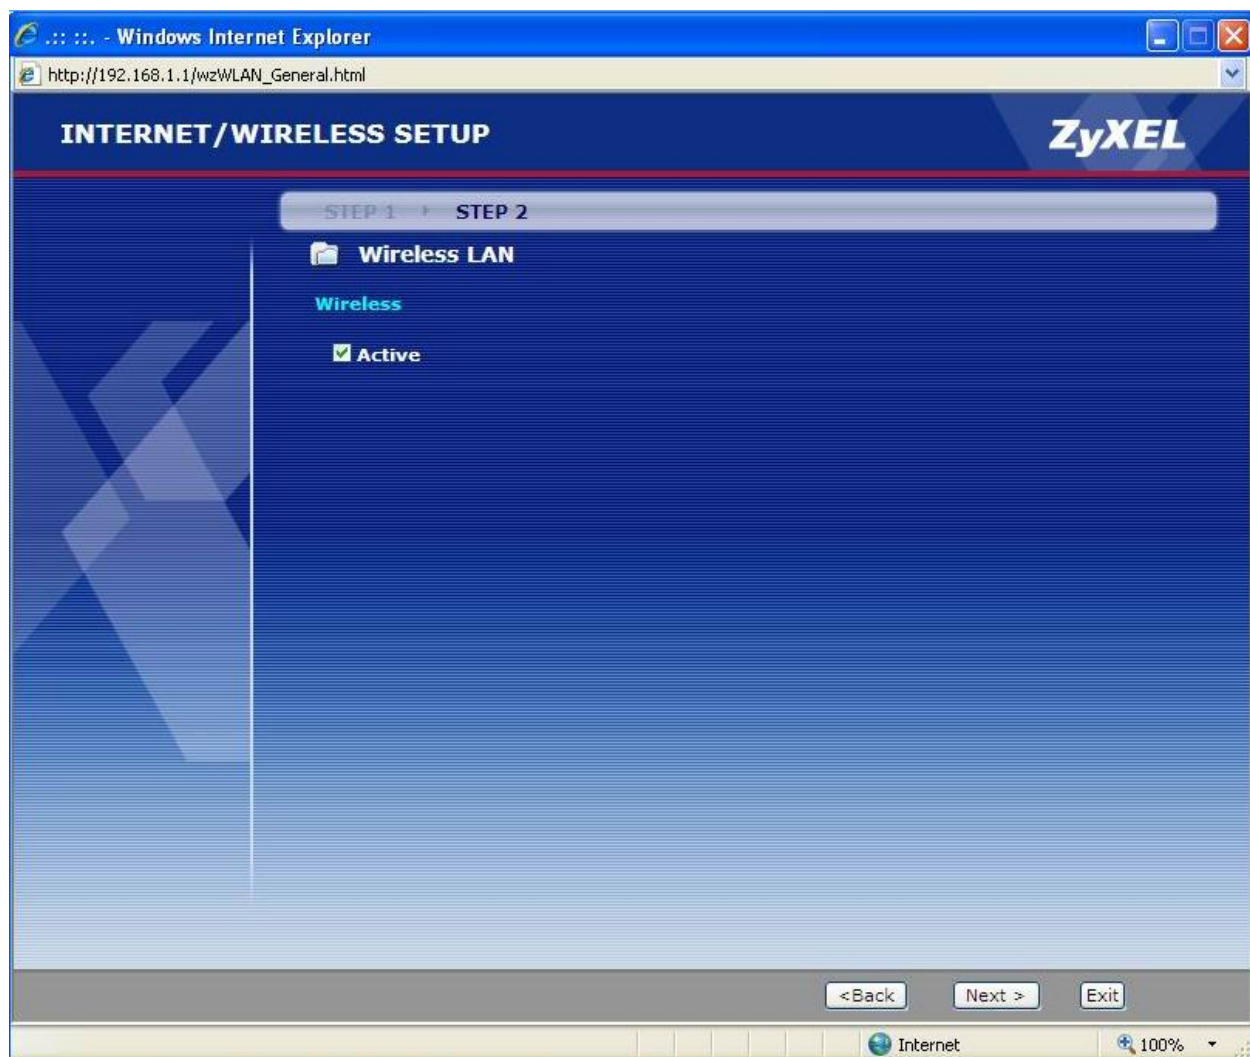 .:: ::. - Windows Internet Explorer
http://192.168.1.1/wzWLAN_General.html
INTERNET/WIRELESS SETUP
ZyXEL
STEP 1 STEP 2
Wireless LAN
Wireless
Active
<Back Next > Exit
Internet 100%